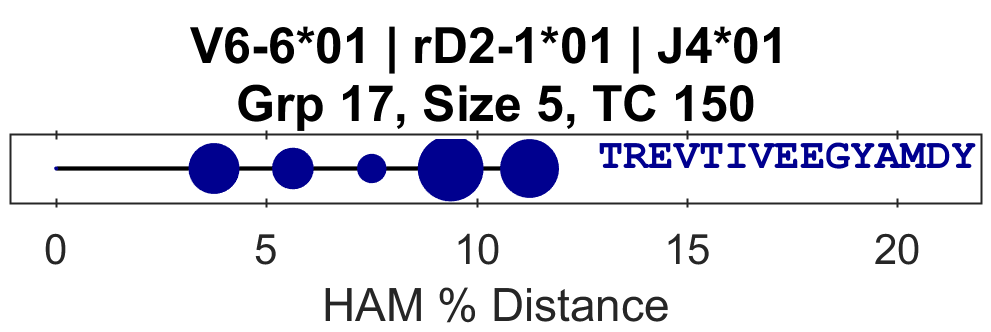 V6-6*01 | rD2-1*01 | J4*01
Grp 17, Size 5, TC 150
TREVTIVEEGYAMDY
0 5 10 15 20
HAM % Distance